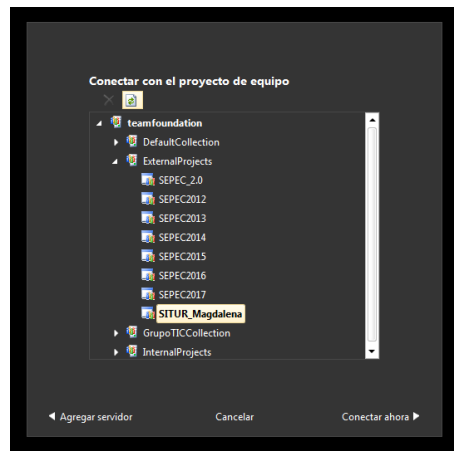 Conectar con el proyecto de equipo
teamfoundation
DefaultCollection
ExternalProjects
SEPEC_2.0
SEPEC2012
SEPEC2013
SEPEC2014
SEPEC2015
SEPEC2016
SEPEC2017
SITUR_Magdalena
GrupoTICCollection
InternalProjects
Agregar servidor Cancelar Conectar ahora